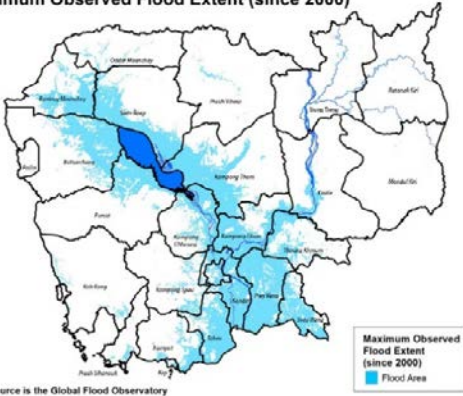 ximum Observed Flood Extent (since 2000)
Oddar Meanchey
Banteay Meanchey
Siem Reap
Preah Vihear
Stung Treng
Ratanak Kiri
Battambang
Pailin
Kampong Thom
Kratie
Mondul Kiri
Pursat
Kampong Chhnang
Kampong Cham
Tboung Khmum
Koh Kong
Kampong Speu
Kandal
Prey Veng
Svay Rieng
Takeo
Kampot
Kep
Preah Sihanouk
Maximum Observed
Flood Extent
(since 2000)
Flood Area
urce is the Global Flood Observatory